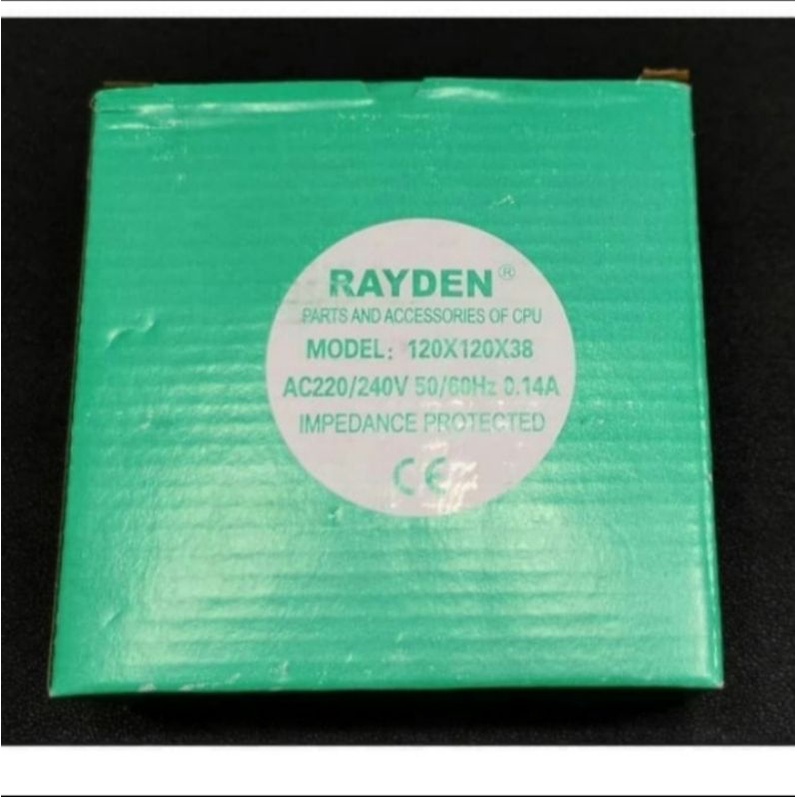 RAYDEN®
PARTS AND ACCESSORIES OF CPU
MODEL: 120X120X38
AC220/240V 50/60Hz 0.14A
IMPEDANCE PROTECTED
CE